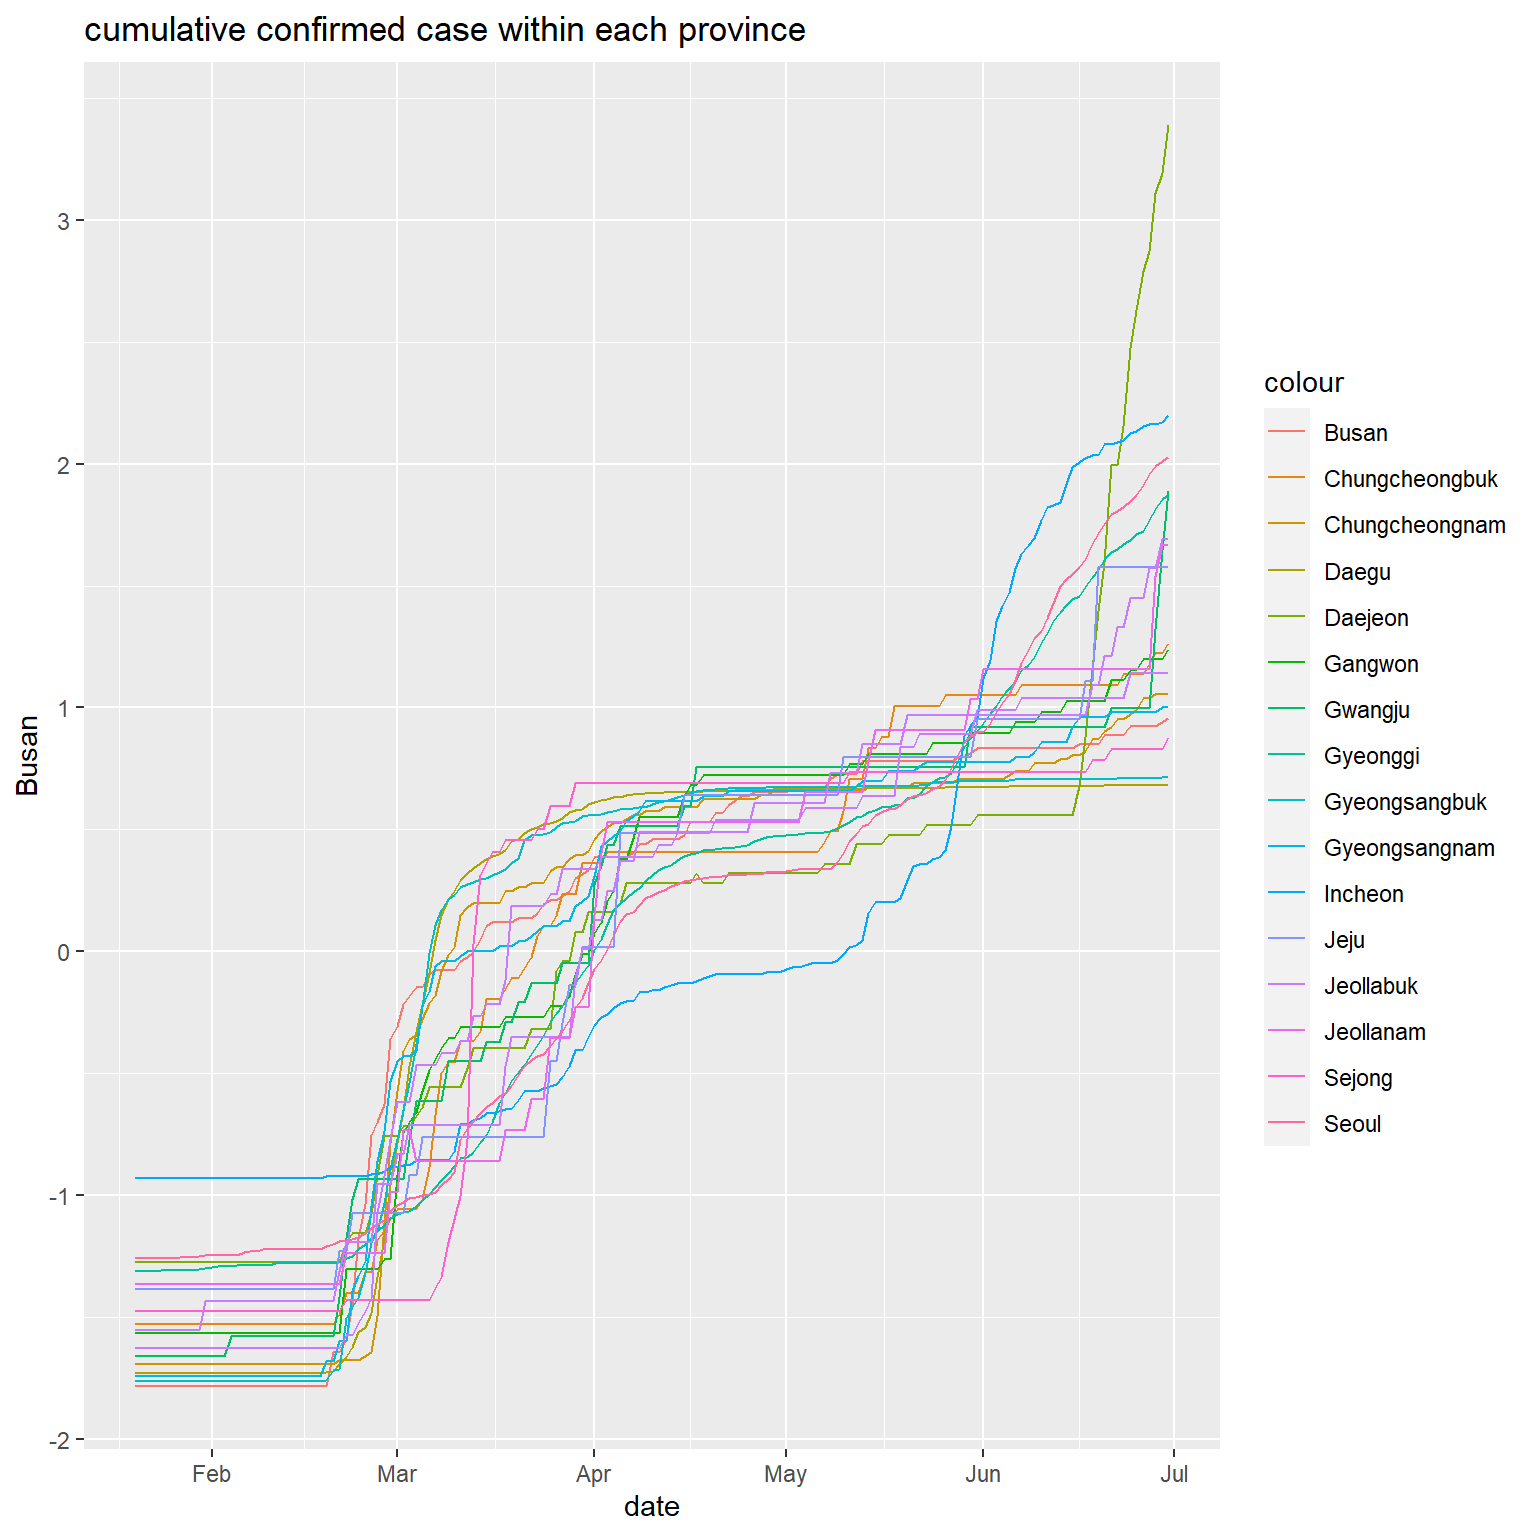 cumulative confirmed case within each province
3
2
1
0
-1
-2
Busan
Feb Mar Apr May Jun Jul
date
colour
Busan
Chungcheongbuk
Chungcheongnam
Daegu
Daejeon
Gangwon
Gwangju
Gyeonggi
Gyeongsangbuk
Gyeongsangnam
Incheon
Jeju
Jeollabuk
Jeollanam
Sejong
Seoul